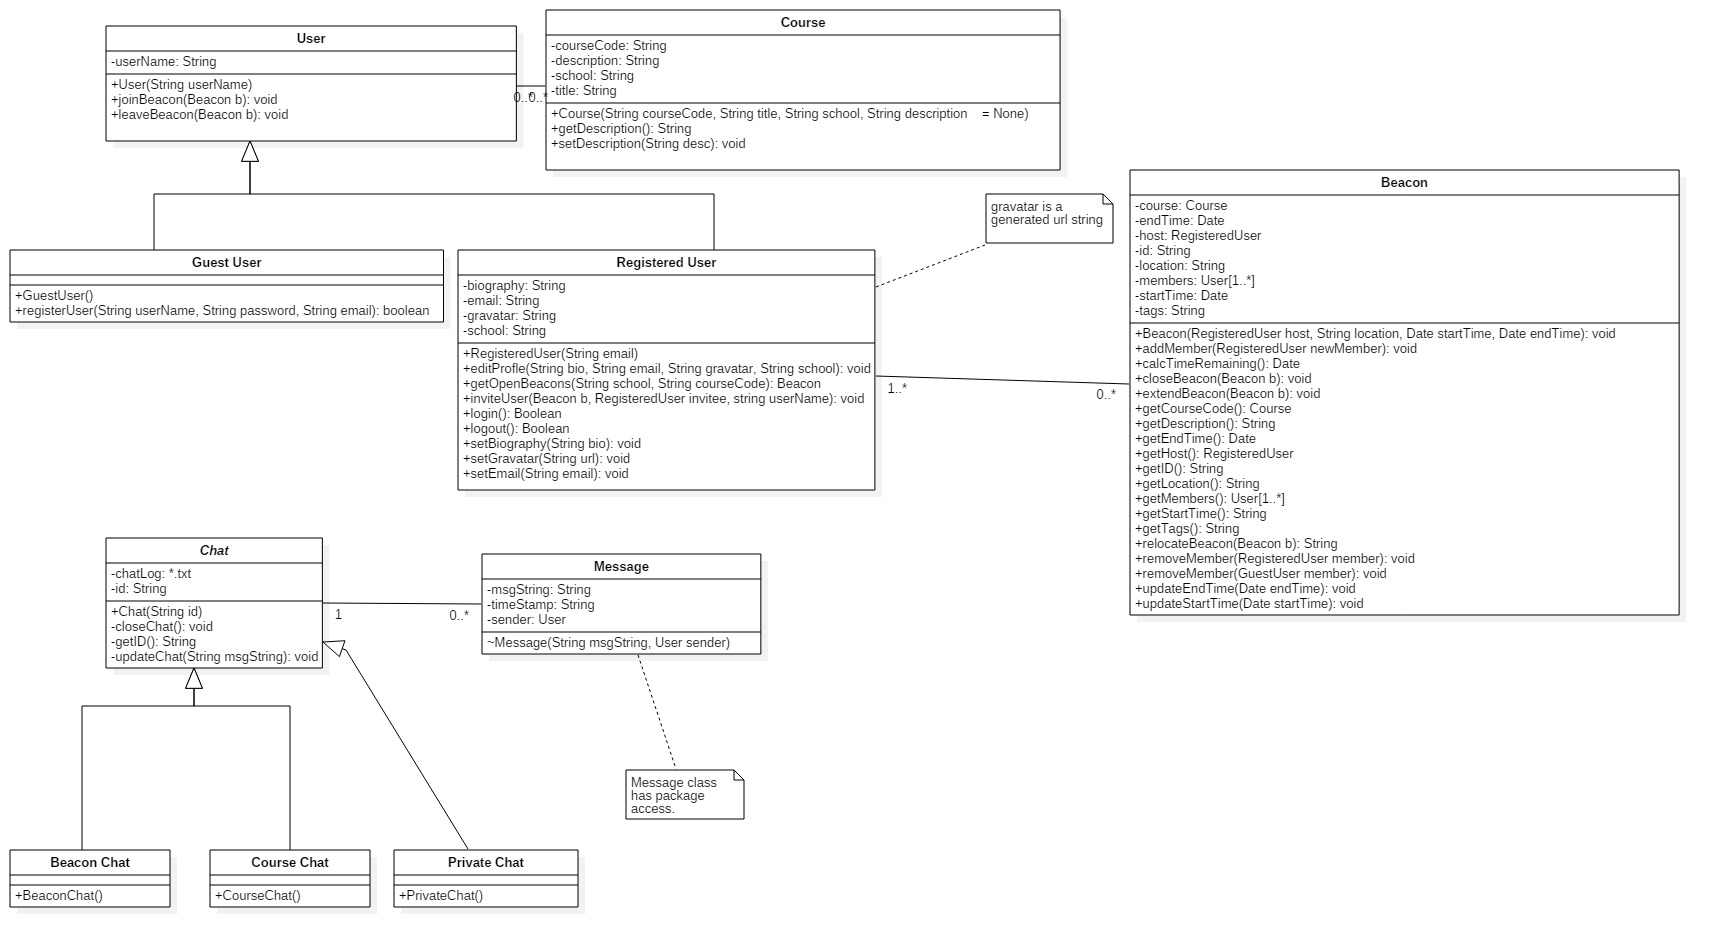 User
-userName: String
+User(String userName)
+joinBeacon(Beacon b): void
+leaveBeacon(Beacon b): void
0..*
0..*
Course
-courseCode: String
-description: String
-school: String
-title: String
+Course(String courseCode, String title, String school, String description = None)
+getDescription(): String
+setDescription(String desc): void
gravatar is a
generated url string
Guest User
+GuestUser()
+registerUser(String userName, String password, String email): boolean
Registered User
-biography: String
-email: String
-gravatar: String
-school: String
+RegisteredUser(String email)
+editProfle(String bio, String email, String gravatar, String school): void
+getOpenBeacons(String school, String courseCode): Beacon
+inviteUser(Beacon b, RegisteredUser invitee, string userName): void
+login(): Boolean
+logout(): Boolean
+setBiography(String bio): void
+setGravatar(String url): void
+setEmail(String email): void
1..*
0..*
Beacon
-course: Course
-endTime: Date
-host: RegisteredUser
-id: String
-location: String
-members: User[1..*]
-startTime: Date
-tags: String
+Beacon(RegisteredUser host, String location, Date startTime, Date endTime): void
+addMember(RegisteredUser newMember): void
+calcTimeRemaining(): Date
+closeBeacon(Beacon b): void
+extendBeacon(Beacon b): void
+getCourseCode(): Course
+getDescription(): String
+getEndTime(): Date
+getHost(): RegisteredUser
+getID(): String
+getLocation(): String
+getMembers(): User[1..*]
+getStartTime(): String
+getTags(): String
+relocateBeacon(Beacon b): String
+removeMember(RegisteredUser member): void
+removeMember(GuestUser member): void
+updateEndTime(Date endTime): void
+updateStartTime(Date startTime): void
Chat
-chatLog: *.txt
-id: String
+Chat(String id)
-closeChat(): void
-getID(): String
-updateChat(String msgString): void
1
0..*
Message
-msgString: String
-timeStamp: String
-sender: User
~Message(String msgString, User sender)
Message class
has package
access.
Beacon Chat
+BeaconChat()
Course Chat
+CourseChat()
Private Chat
+PrivateChat()